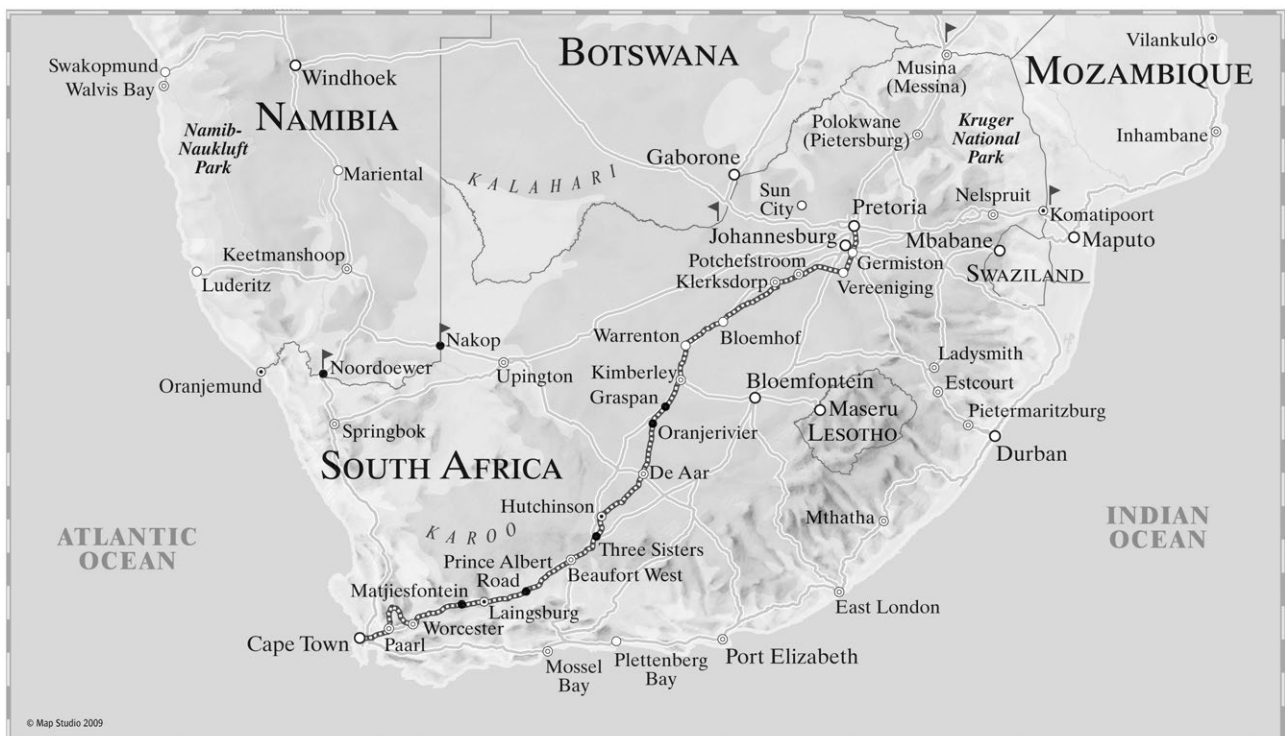 BOTSWANA
MOZAMBIQUE
Vilankulo
Swakopmund
Walvis Bay
Windhoek
Musina
(Messina)
NAMIBIA
Namib-
Naukluft
Park
Polokwane
(Pietersburg)
Kruger
National
Park
Inhambane
Mariental
Gaborone
KALAHARI
Sun
City
Nelspruit
Pretoria
Komatipoort
Johannesburg
Mbabane
Maputo
Keetmanshoop
Luderitz
Potchefstroom
Germiston
SWAZILAND
Klerksdorp
Vereeniging
Nakop
Warrenton
Bloemhof
Noordoewer
Oranjemund
Upington
Kimberley
Ladysmith
Bloemfontein
Estcourt
Graspan
Maseru
Pietermaritzburg
Springbok
Oranjerivier
LESOTHO
Durban
SOUTH AFRICA
De Aar
Hutchinson
Mthatha
INDIAN
OCEAN
ATLANTIC
OCEAN
KAROO
Three Sisters
Prince Albert
Road
Beaufort West
Matjiesfontein
Laingsburg
East London
Worcester
Cape Town
Paarl
Mossel
Bay
Plettenberg
Bay
Port Elizabeth
© Map Studio 2009